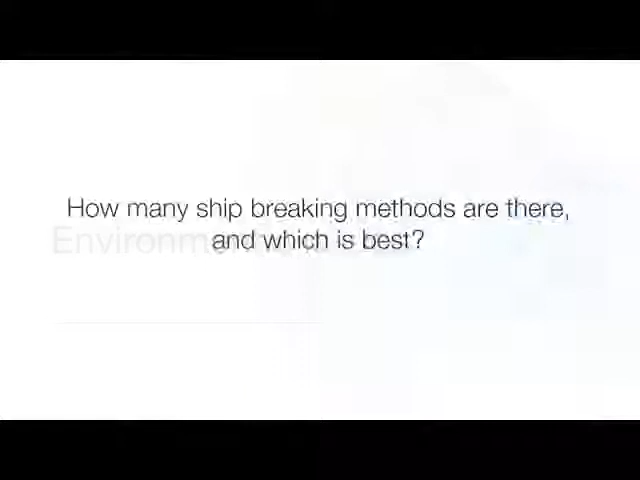 How many ship breaking methods are there,
and which is best?